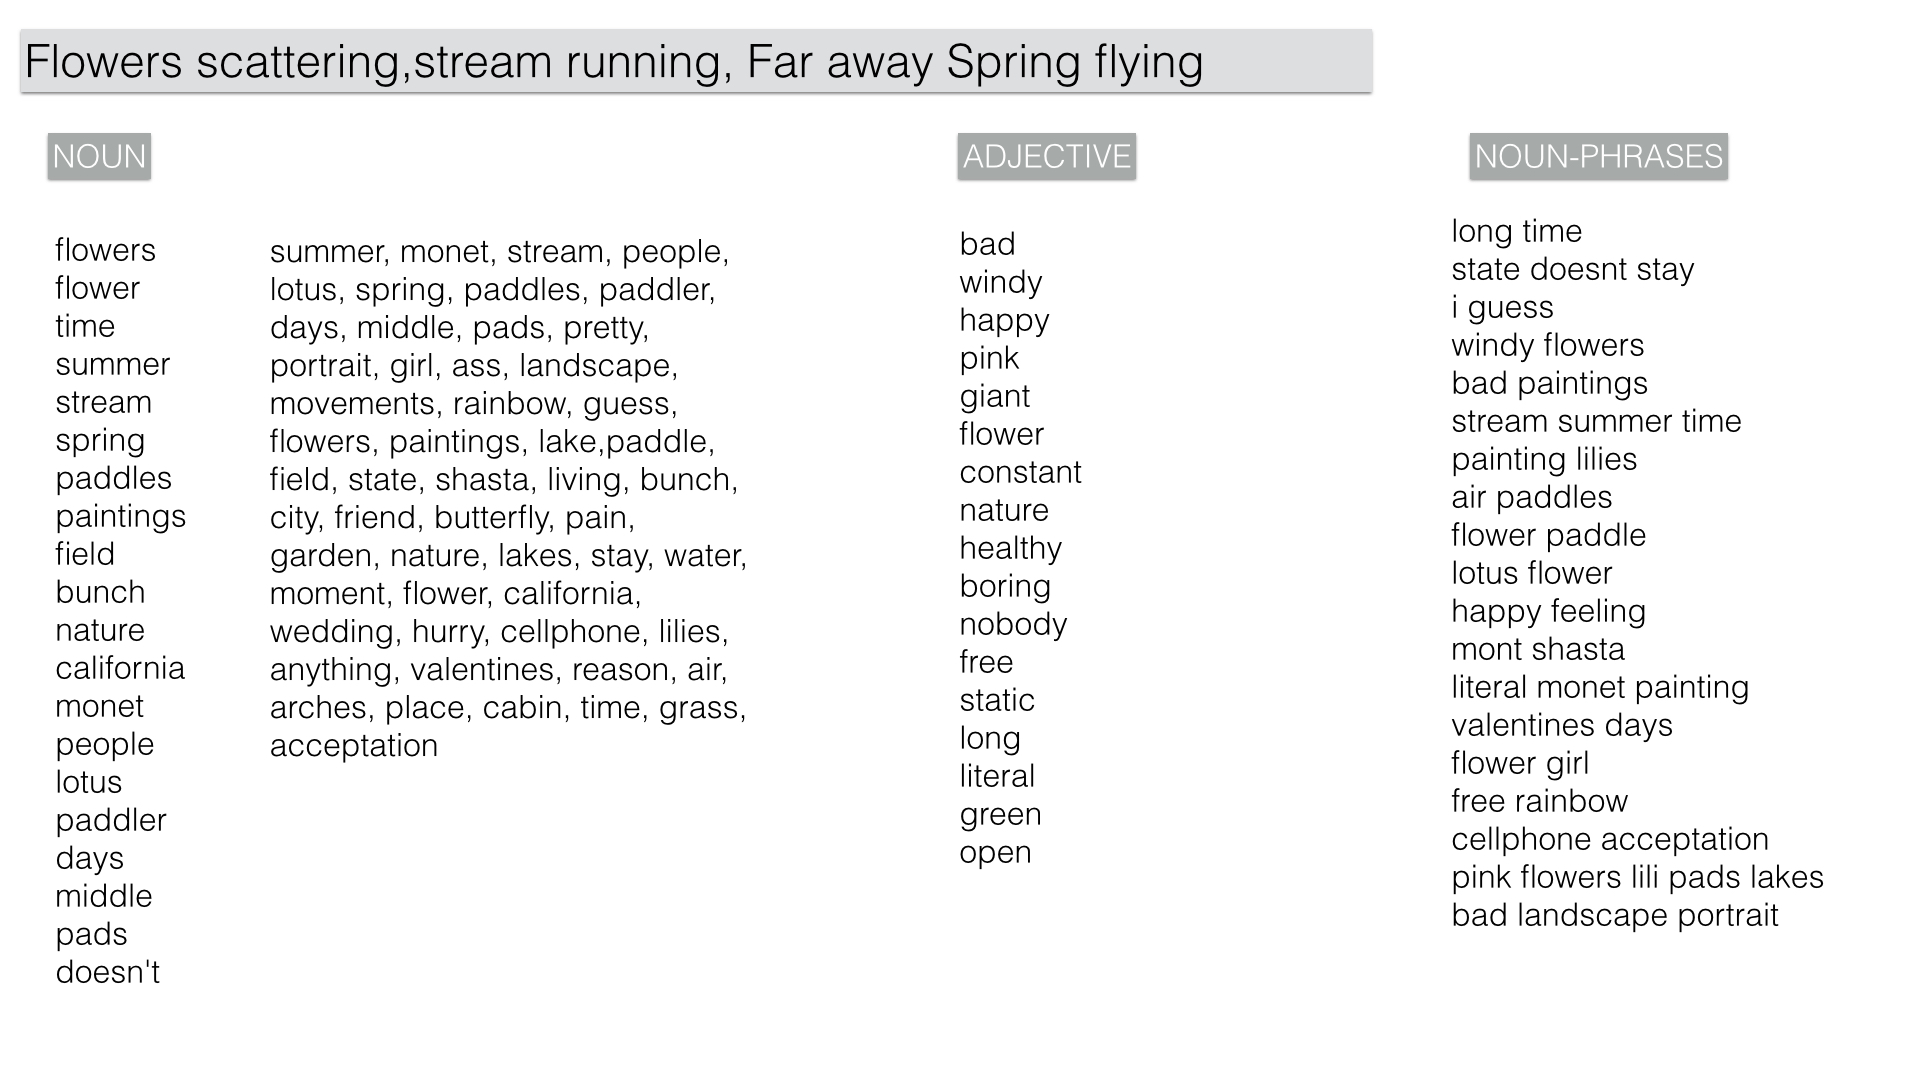 Flowers scattering,stream running, Far away Spring flying
NOUN
flowers
flower
time
summer
stream
spring
paddles
paintings
field
bunch
nature
california
monet
people
lotus
paddler
days
middle
pads
doesn't
summer, monet, stream, people,
lotus, spring, paddles, paddler,
days, middle, pads, pretty,
portrait, girl, ass, landscape,
movements, rainbow, guess,
flowers, paintings, lake,paddle,
field, state, shasta, living, bunch,
city, friend, butterfly, pain,
garden, nature, lakes, stay, water,
moment, flower, california,
wedding, hurry, cellphone, lilies,
anything, valentines, reason, air,
arches, place, cabin, time, grass,
acceptation
ADJECTIVE
bad
windy
happy
pink
giant
flower
constant
nature
healthy
boring
nobody
free
static
long
literal
green
open
NOUN-PHRASES
long time
state doesnt stay
i guess
windy flowers
bad paintings
stream summer time
painting lilies
air paddles
flower paddle
lotus flower
happy feeling
mont shasta
literal monet painting
valentines days
flower girl
free rainbow
cellphone acceptation
pink flowers lili pads lakes
bad landscape portrait